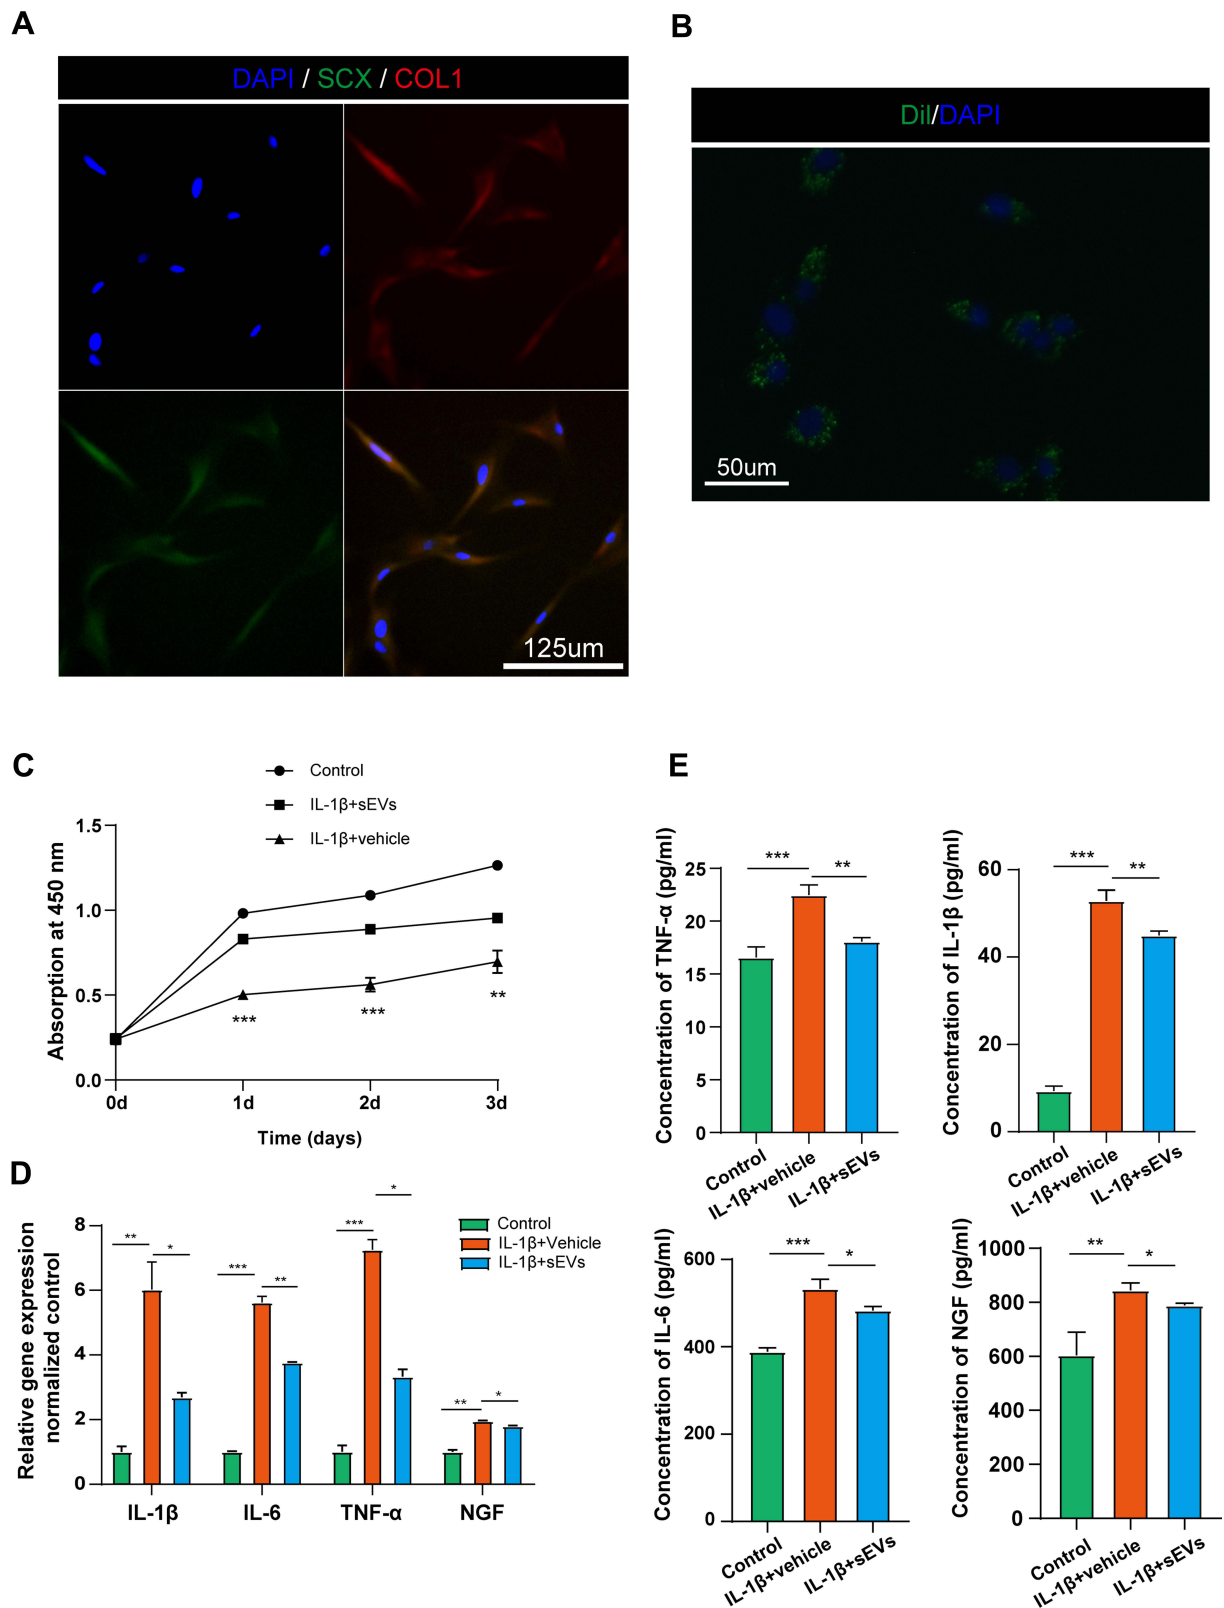 A
DAPI / SCX / COL1
125um
B
Dil/DAPI
50um
C
Control
IL-1β+sEVs
IL-1β+vehicle
Absorption at 450 nm
1.5
1.0
0.5
0.0
***
***
**
0d
1d
2d
3d
Time (days)
D
Relative gene expression
normalized control
8
6
4
2
0
**
*
***
**
***
*
**
*
Control
IL-1β+Vehicle
IL-1β+sEVs
IL-1β
IL-6
TNF-α
NGF
E
Concentration of TNF-α (pg/ml)
25
20
15
10
5
0
***
**
Control
IL-1β+vehicle
IL-1β+sEVs
Concentration of IL-1β (pg/ml)
60
40
20
0
***
**
Control
IL-1β+vehicle
IL-1β+sEVs
Concentration of IL-6 (pg/ml)
600
400
200
0
***
*
Control
IL-1β+vehicle
IL-1β+sEVs
Concentration of NGF (pg/ml)
1000
800
600
400
200
0
**
*
Control
IL-1β+vehicle
IL-1β+sEVs